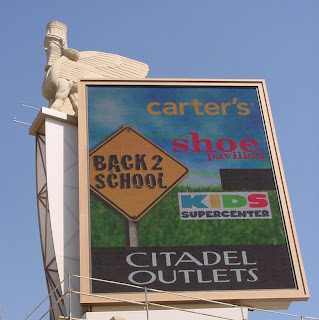 carter's
shoe
pavilion
BACK 2
SCHOOL
KIDS
SUPERCENTER
CITADEL
OUTLETS